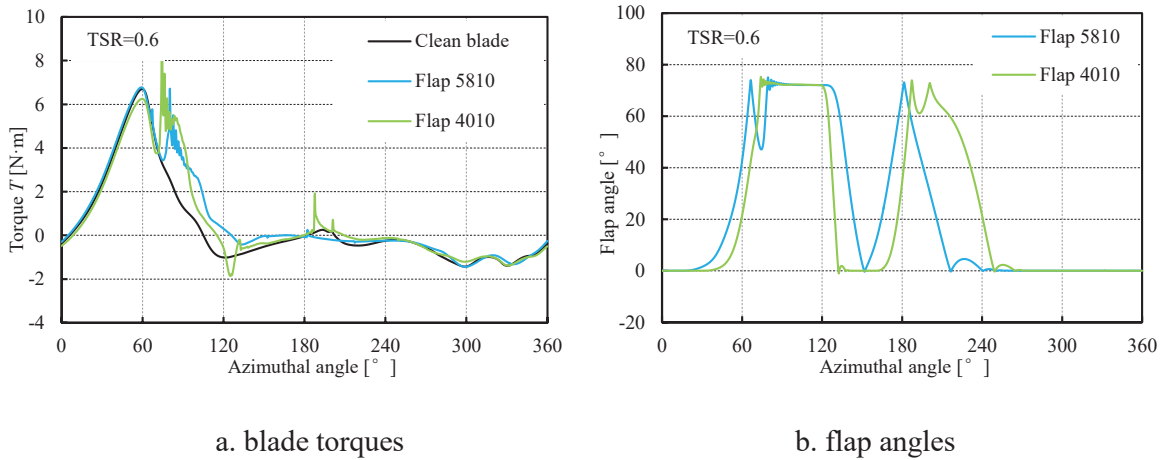 10
8
6
4
2
0
-2
-4
TSR=0.6
Clean blade
Flap 5810
Flap 4010
Torque T [N·m]
0 60 120 180 240 300 360
Azimuthal angle [°]
a. blade torques
100
80
60
40
20
0
-20
TSR=0.6
Flap 5810
Flap 4010
Flap angle [°]
0 60 120 180 240 300 360
Azimuthal angle [°]
b. flap angles